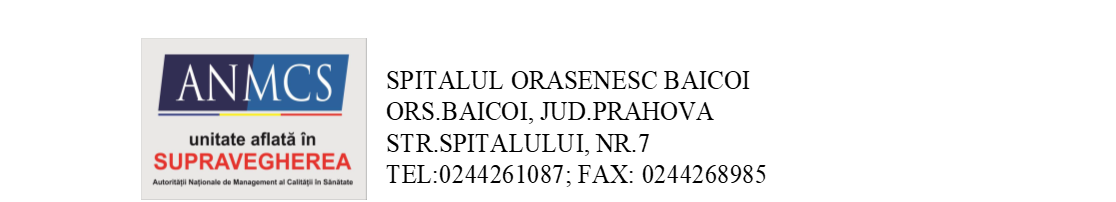 ANMCS
unitate aflată în
SUPRAVEGHEREA
Autorității Naționale de Management al Calității în Sănătate
SPITALUL ORASENESC BAICOI
ORS.BAICOI, JUD.PRAHOVA
STR.SPITALULUI, NR.7
TEL:0244261087; FAX: 0244268985